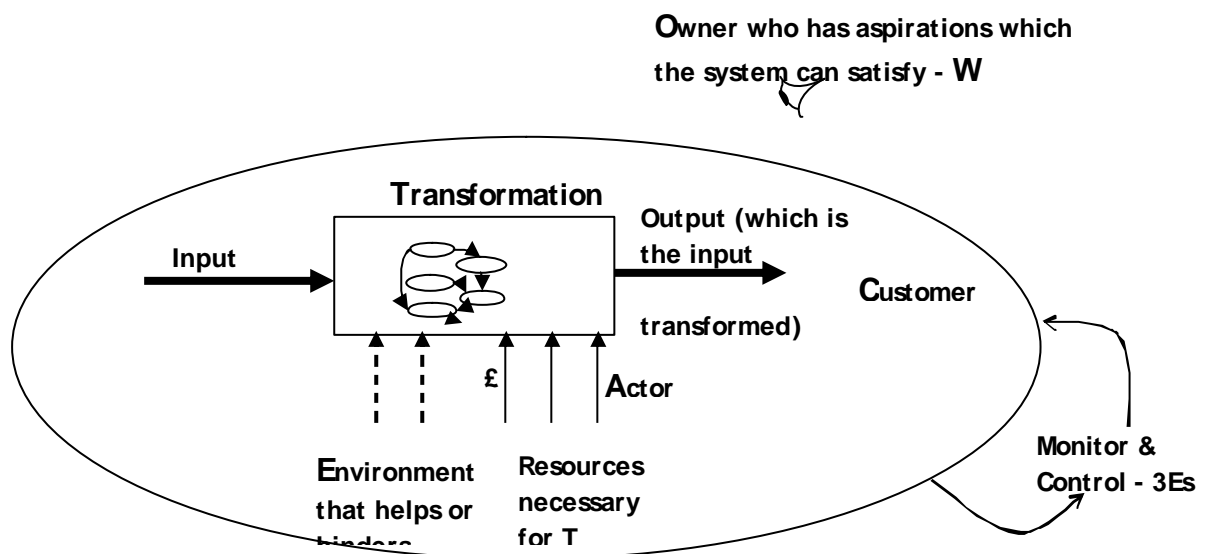 Owner who has aspirations which
the system can satisfy - W
Transformation
Input
Output (which is
the input
transformed)
Customer
£
Actor
Environment
that helps or
hinders
Resources
necessary
for T
Monitor &
Control - 3Es